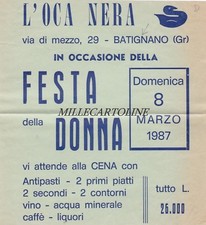 L'OCA NERA
via di mezzo, 29 - BATIGNANO (Gr)
IN OCCASIONE DELLA
FESTA
della
DONNA
Domenica
8
MARZO
1987
MILLECARTOLINE
vi attende alla CENA con
Antipasti - 2 primi piatti
2 secondi - 2 contorni
vino - acqua minerale
caffè - liquori
tutto L.
26.000